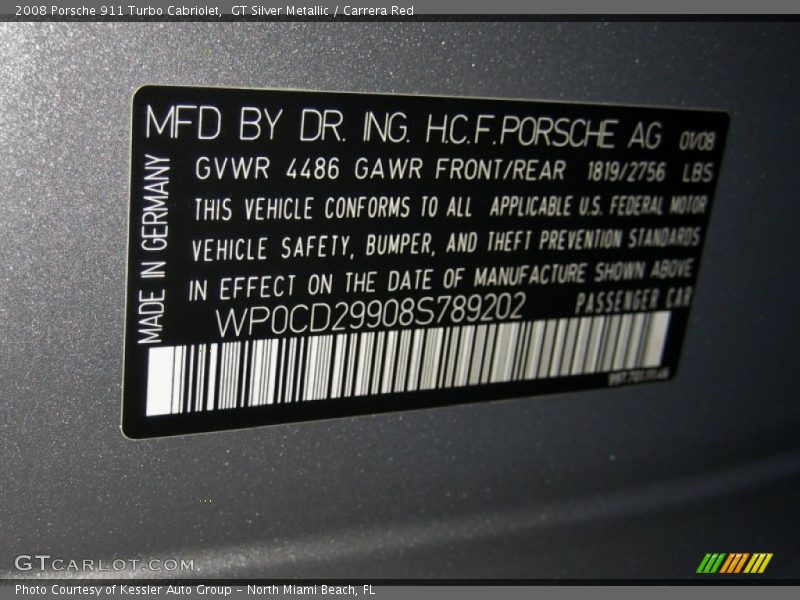 2008 Porsche 911 Turbo Cabriolet,  GT Silver Metallic / Carrera Red
MFD BY DR. ING. H.C.F. PORSCHE AG 01/08
GVWR 4486 GAWR FRONT/REAR 1819/2756 LBS
THIS VEHICLE CONFORMS TO ALL APPLICABLE U.S. FEDERAL MOTOR
VEHICLE SAFETY, BUMPER, AND THEFT PREVENTION STANDARDS
IN EFFECT ON THE DATE OF MANUFACTURE SHOWN ABOVE
WP0CD29908S789202 PASSENGER CAR
MADE IN GERMANY
GTCARLOT.COM
Photo Courtesy of Kessler Auto Group - North Miami Beach, FL